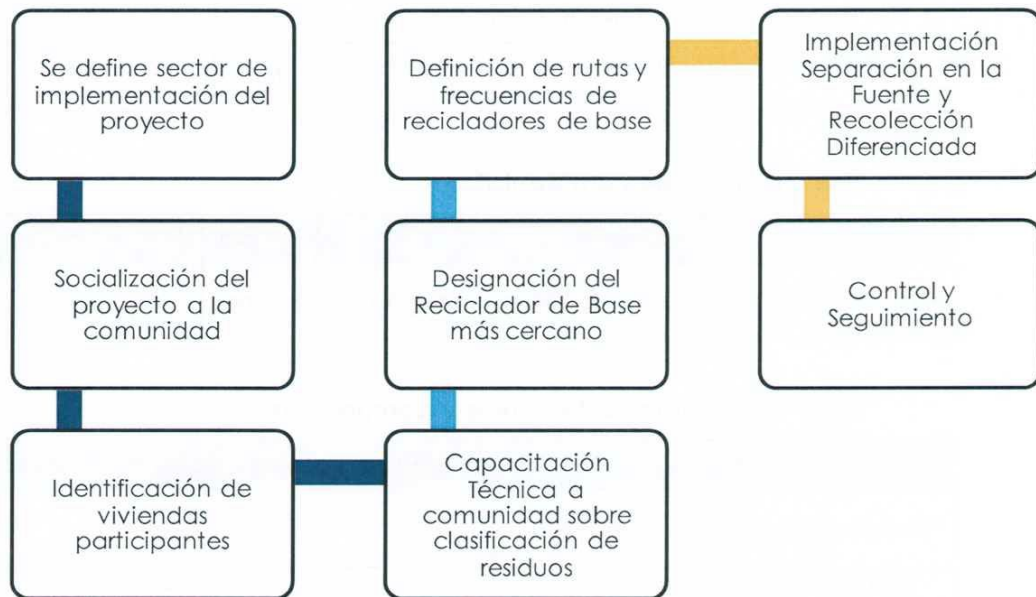 Se define sector de
implementación del
proyecto
Socialización del
proyecto a la
comunidad
Identificación de
viviendas
participantes
Capacitación
Técnica a
comunidad sobre
clasificación de
residuos
Designación del
Reciclador de Base
más cercano
Definición de rutas y
frecuencias de
recicladores de base
Implementación
Separación en la
Fuente y
Recolección
Diferenciada
Control y
Seguimiento